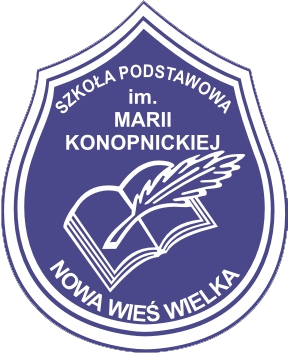 SZKOŁA PODSTAWOWA
im.
MARII
KONOPNICKIEJ
NOWA WIEŚ WIELKA